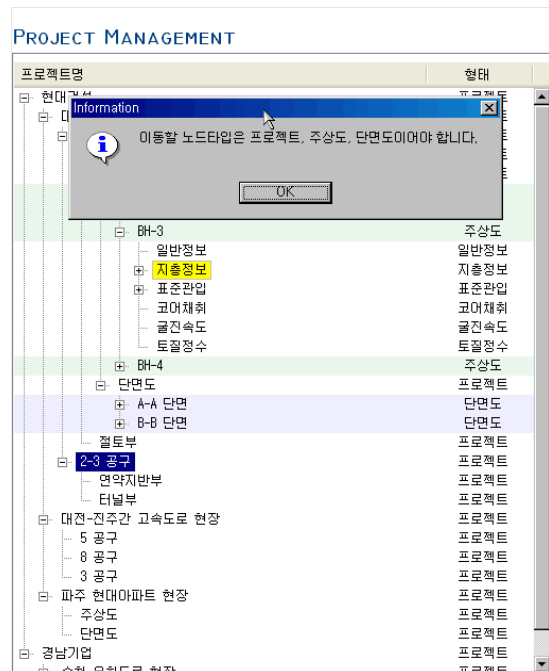 PROJECT MANAGEMENT
프로젝트명 형태
현대건설 프로젝트
Information
이동할 노드타입은 프로젝트, 주상도, 단면도이어야 합니다.
OK
BH-3 주상도
일반정보 일반정보
지층정보 지층정보
표준관입 표준관입
코어채취 코어채취
굴진속도 굴진속도
토질정수 토질정수
BH-4 주상도
단면도 프로젝트
A-A 단면 단면도
B-B 단면 단면도
절토부 프로젝트
2-3 공구 프로젝트
연약지반부 프로젝트
터널부 프로젝트
대전-진주간 고속도로 현장 프로젝트
5 공구 프로젝트
8 공구 프로젝트
3 공구 프로젝트
파주 현대아파트 현장 프로젝트
주상도 프로젝트
단면도 프로젝트
경남기업 프로젝트
현장 프로젝트